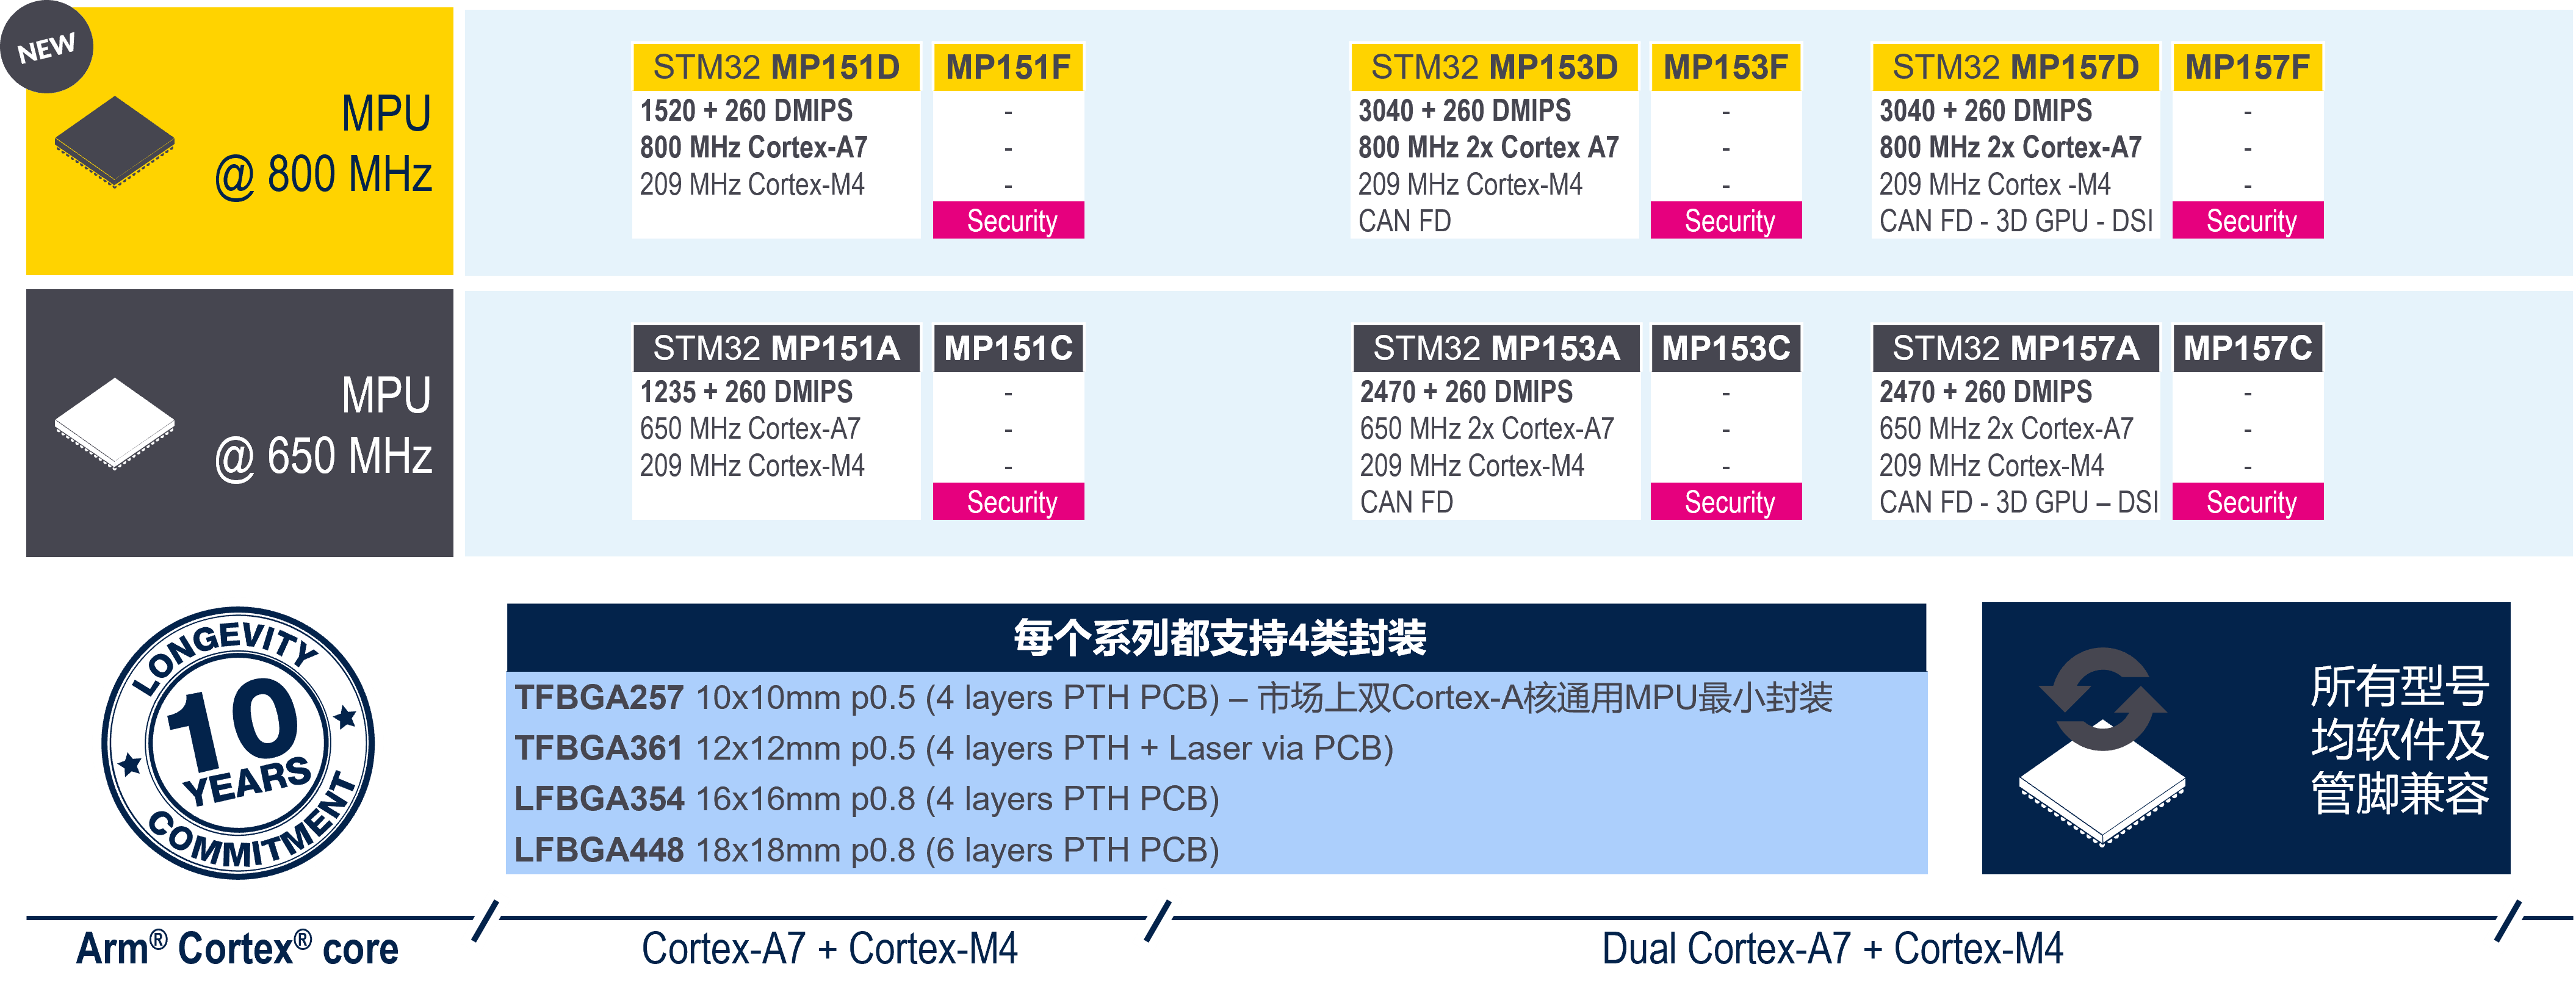 NEW
MPU
@ 800 MHz
STM32 MP151D
1520 + 260 DMIPS
800 MHz Cortex-A7
209 MHz Cortex-M4
MP151F
-
-
-
Security
STM32 MP153D
3040 + 260 DMIPS
800 MHz 2x Cortex A7
209 MHz Cortex-M4
CAN FD
MP153F
-
-
-
Security
STM32 MP157D
3040 + 260 DMIPS
800 MHz 2x Cortex-A7
209 MHz Cortex -M4
CAN FD - 3D GPU - DSI
MP157F
-
-
-
Security
MPU
@ 650 MHz
STM32 MP151A
1235 + 260 DMIPS
650 MHz Cortex-A7
209 MHz Cortex-M4
MP151C
-
-
-
Security
STM32 MP153A
2470 + 260 DMIPS
650 MHz 2x Cortex-A7
209 MHz Cortex-M4
CAN FD
MP153C
-
-
-
Security
STM32 MP157A
2470 + 260 DMIPS
650 MHz 2x Cortex-A7
209 MHz Cortex-M4
CAN FD - 3D GPU – DSI
MP157C
-
-
-
Security
LONGEVITY
10
YEARS
COMMITMENT
每个系列都支持4类封装
TFBGA257 10x10mm p0.5 (4 layers PTH PCB) – 市场上双Cortex-A核通用MPU最小封装
TFBGA361 12x12mm p0.5 (4 layers PTH + Laser via PCB)
LFBGA354 16x16mm p0.8 (4 layers PTH PCB)
LFBGA448 18x18mm p0.8 (6 layers PTH PCB)
所有型号
均软件及
管脚兼容
Arm® Cortex® core
Cortex-A7 + Cortex-M4
Dual Cortex-A7 + Cortex-M4